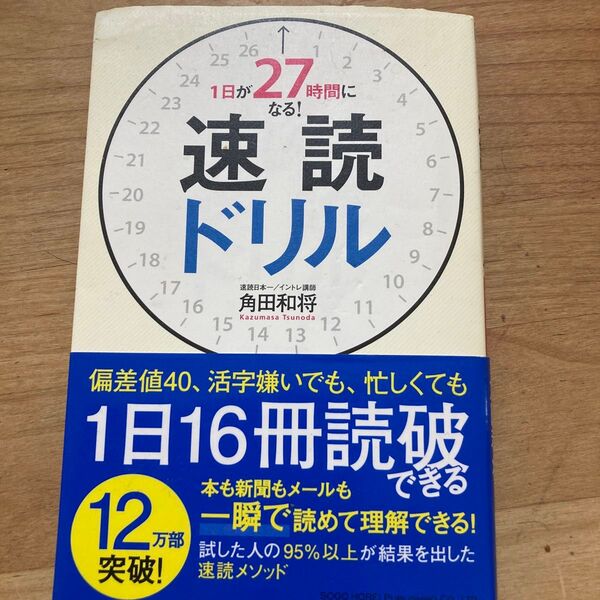 26
25
24
23
22
21
20
19
18
17
16
15
14
13
12
11
10
9
8
7
6
5
4
3
2
1
1日が27時間に
なる!
速読
ドリル
速読日本一/イントレ講師
角田和将
Kazumasa Tsunoda
偏差値40、活字嫌いでも、忙しくても
1日16冊読破
できる
12万部
突破!
本も新聞もメールも
一瞬で読めて理解できる!
試した人の95%以上が結果を出した
速読メソッド
SOGO HOREI PUBLISHING CO., LTD.